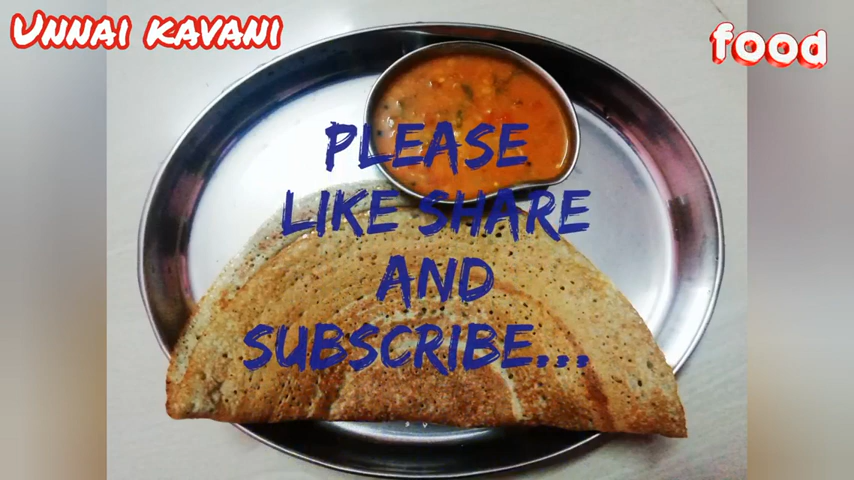 Unnai kavani
food
PLEASE
LIKE SHARE
AND
SUBSCRIBE...